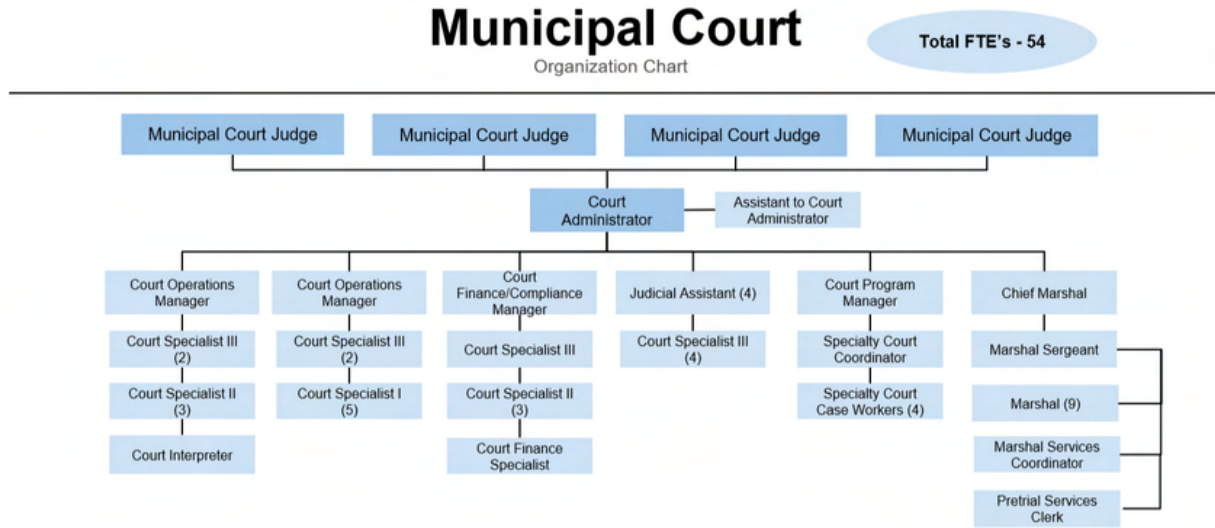 Municipal Court
Organization Chart
Total FTE's - 54
Municipal Court Judge
Municipal Court Judge
Municipal Court Judge
Municipal Court Judge
Court
Administrator
Assistant to Court
Administrator
Court Operations
Manager
Court Specialist III
(2)
Court Specialist II
(3)
Court Interpreter
Court Operations
Manager
Court Specialist III
(2)
Court Specialist I
(5)
Court
Finance/Compliance
Manager
Court Specialist III
Court Specialist II
(3)
Court Finance
Specialist
Judicial Assistant (4)
Court Specialist III
(4)
Court Program
Manager
Specialty Court
Coordinator
Specialty Court
Case Workers (4)
Chief Marshal
Marshal Sergeant
Marshal (9)
Marshal Services
Coordinator
Pretrial Services
Clerk